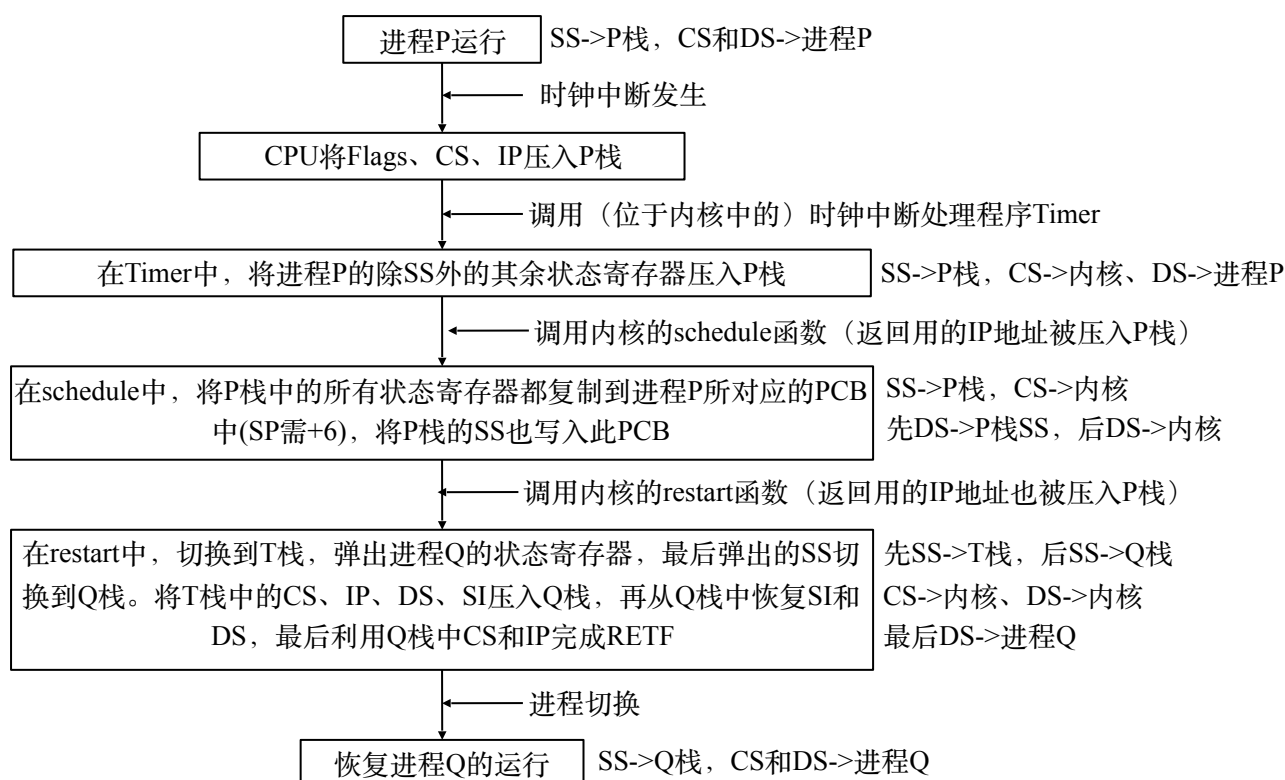 进程P运行
SS->P栈，CS和DS->进程P
时钟中断发生
CPU将Flags、CS、IP压入P栈
调用（位于内核中的）时钟中断处理程序Timer
在Timer中，将进程P的除SS外的其余状态寄存器压入P栈
SS->P栈，CS->内核、DS->进程P
调用内核的schedule函数（返回用的IP地址被压入P栈）
在schedule中，将P栈中的所有状态寄存器都复制到进程P所对应的PCB
中(SP需+6)，将P栈的SS也写入此PCB
SS->P栈，CS->内核
先DS->P栈SS，后DS->内核
调用内核的restart函数（返回用的IP地址也被压入P栈）
在restart中，切换到T栈，弹出进程Q的状态寄存器，最后弹出的SS切
换到Q栈。将T栈中的CS、IP、DS、SI压入Q栈，再从Q栈中恢复SI和
DS，最后利用Q栈中CS和IP完成RETF
先SS->T栈，后SS->Q栈
CS->内核、DS->内核
最后DS->进程Q
进程切换
恢复进程Q的运行
SS->Q栈，CS和DS->进程Q